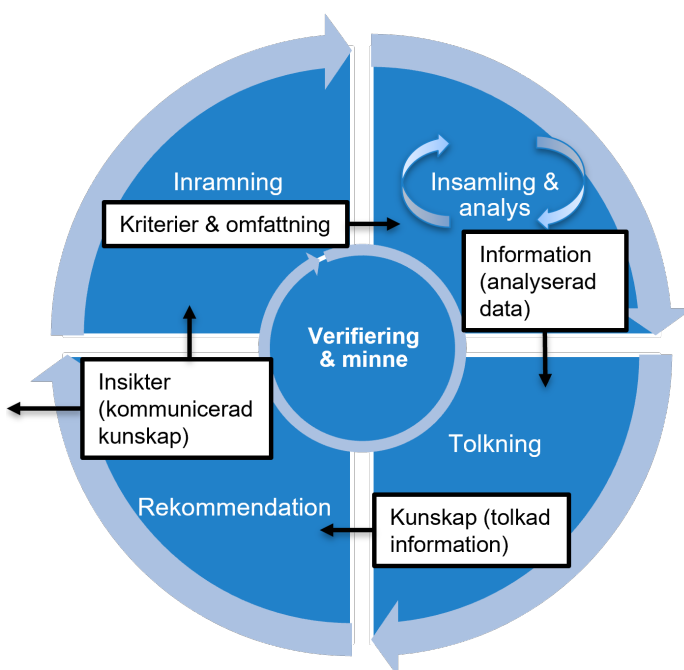 Inramning
Kriterier & omfattning
Insamling &
analys
Information
(analyserad
data)
Verifiering
& minne
Insikter
(kommunicerad
kunskap)
Tolkning
Rekommendation
Kunskap (tolkad
information)